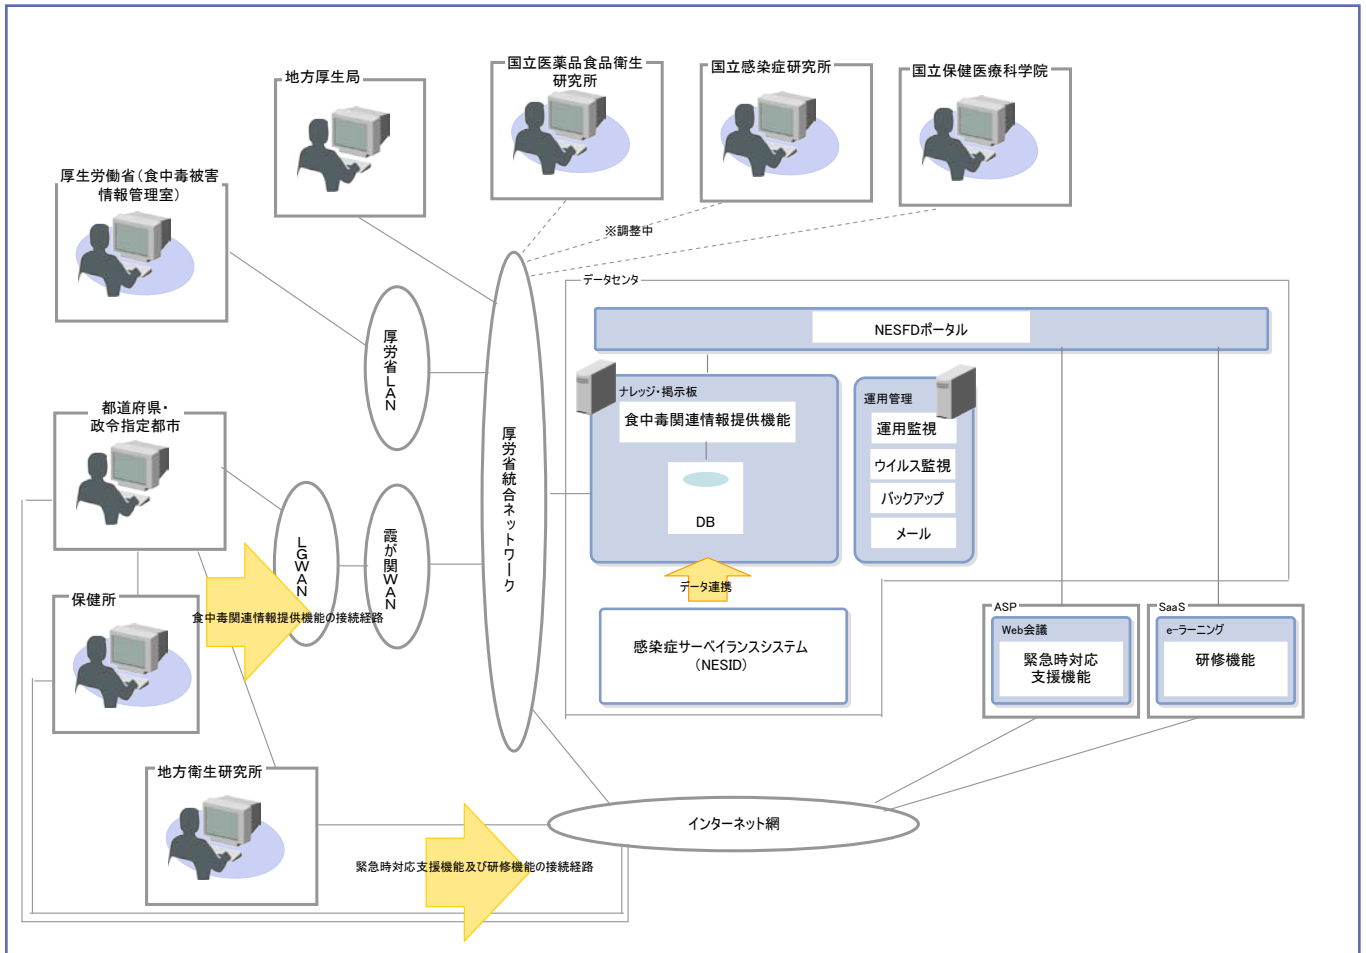 地方厚生局
国立医薬品食品衛生
研究所
国立感染症研究所
国立保健医療科学院
厚生労働省(食中毒被害
情報管理室)
※調整中
データセンタ
NESFDポータル
厚労省LAN
ナレッジ・掲示板
食中毒関連情報提供機能
DB
運用管理
運用監視
ウイルス監視
バックアップ
メール
都道府県・
政令指定都市
厚労省統合ネットワーク
LGWAN
霞が関WAN
データ連携
保健所
食中毒関連情報提供機能の接続経路
感染症サーベイランスシステム
(NESID)
ASP
Web会議
緊急時対応
支援機能
SaaS
e-ラーニング
研修機能
地方衛生研究所
インターネット網
緊急時対応支援機能及び研修機能の接続経路